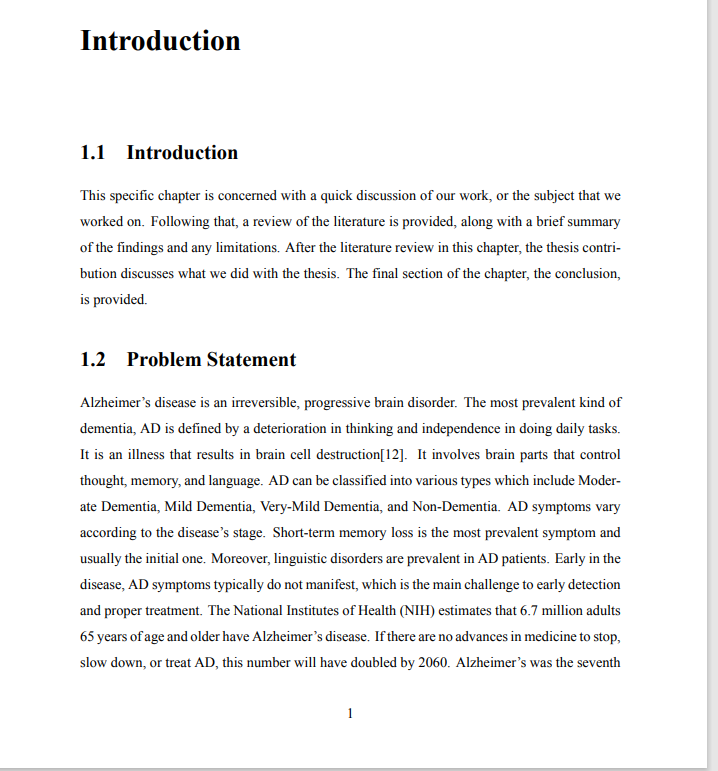 Introduction
1.1 Introduction
This specific chapter is concerned with a quick discussion of our work, or the subject that we
worked on. Following that, a review of the literature is provided, along with a brief summary
of the findings and any limitations. After the literature review in this chapter, the thesis contri-
bution discusses what we did with the thesis. The final section of the chapter, the conclusion,
is provided.
1.2 Problem Statement
Alzheimer’s disease is an irreversible, progressive brain disorder. The most prevalent kind of
dementia, AD is defined by a deterioration in thinking and independence in doing daily tasks.
It is an illness that results in brain cell destruction[12]. It involves brain parts that control
thought, memory, and language. AD can be classified into various types which include Moder-
ate Dementia, Mild Dementia, Very-Mild Dementia, and Non-Dementia. AD symptoms vary
according to the disease’s stage. Short-term memory loss is the most prevalent symptom and
usually the initial one. Moreover, linguistic disorders are prevalent in AD patients. Early in the
disease, AD symptoms typically do not manifest, which is the main challenge to early detection
and proper treatment. The National Institutes of Health (NIH) estimates that 6.7 million adults
65 years of age and older have Alzheimer’s disease. If there are no advances in medicine to stop,
slow down, or treat AD, this number will have doubled by 2060. Alzheimer’s was the seventh
1